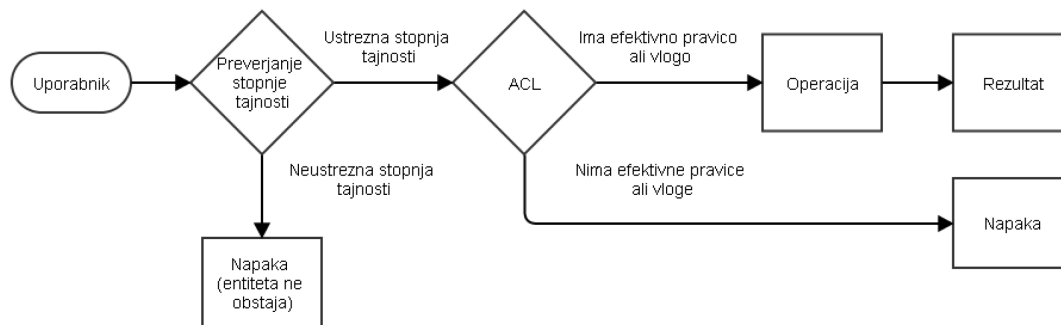 Uporabnik
Preverjanje
stopnje
tajnosti
Ustrezna stopnja
tajnosti
ACL
Ima efektivno pravico
ali vlogo
Operacija
Rezultat
Neustrezna stopnja
tajnosti
Nima efektivne pravice
ali vloge
Napaka
Napaka
(entiteta ne
obstaja)